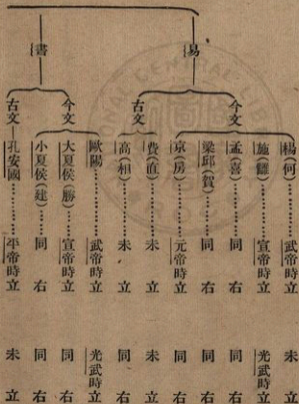 易
今文
楊(何)……武帝時立 未立
施(讎)……宣帝時立 光武時立
孟(喜)……同右 同右
梁邱(賀)……同右 同右
京(房)……元帝時立 同右
古文
費(直)……未立 未立
高(相)……未立 同右
書
今文
歐陽……武帝時立 光武時立
大夏侯(勝)……宣帝時立 同右
小夏侯(建)……同右 同右
古文—孔安國……平帝時立 未立